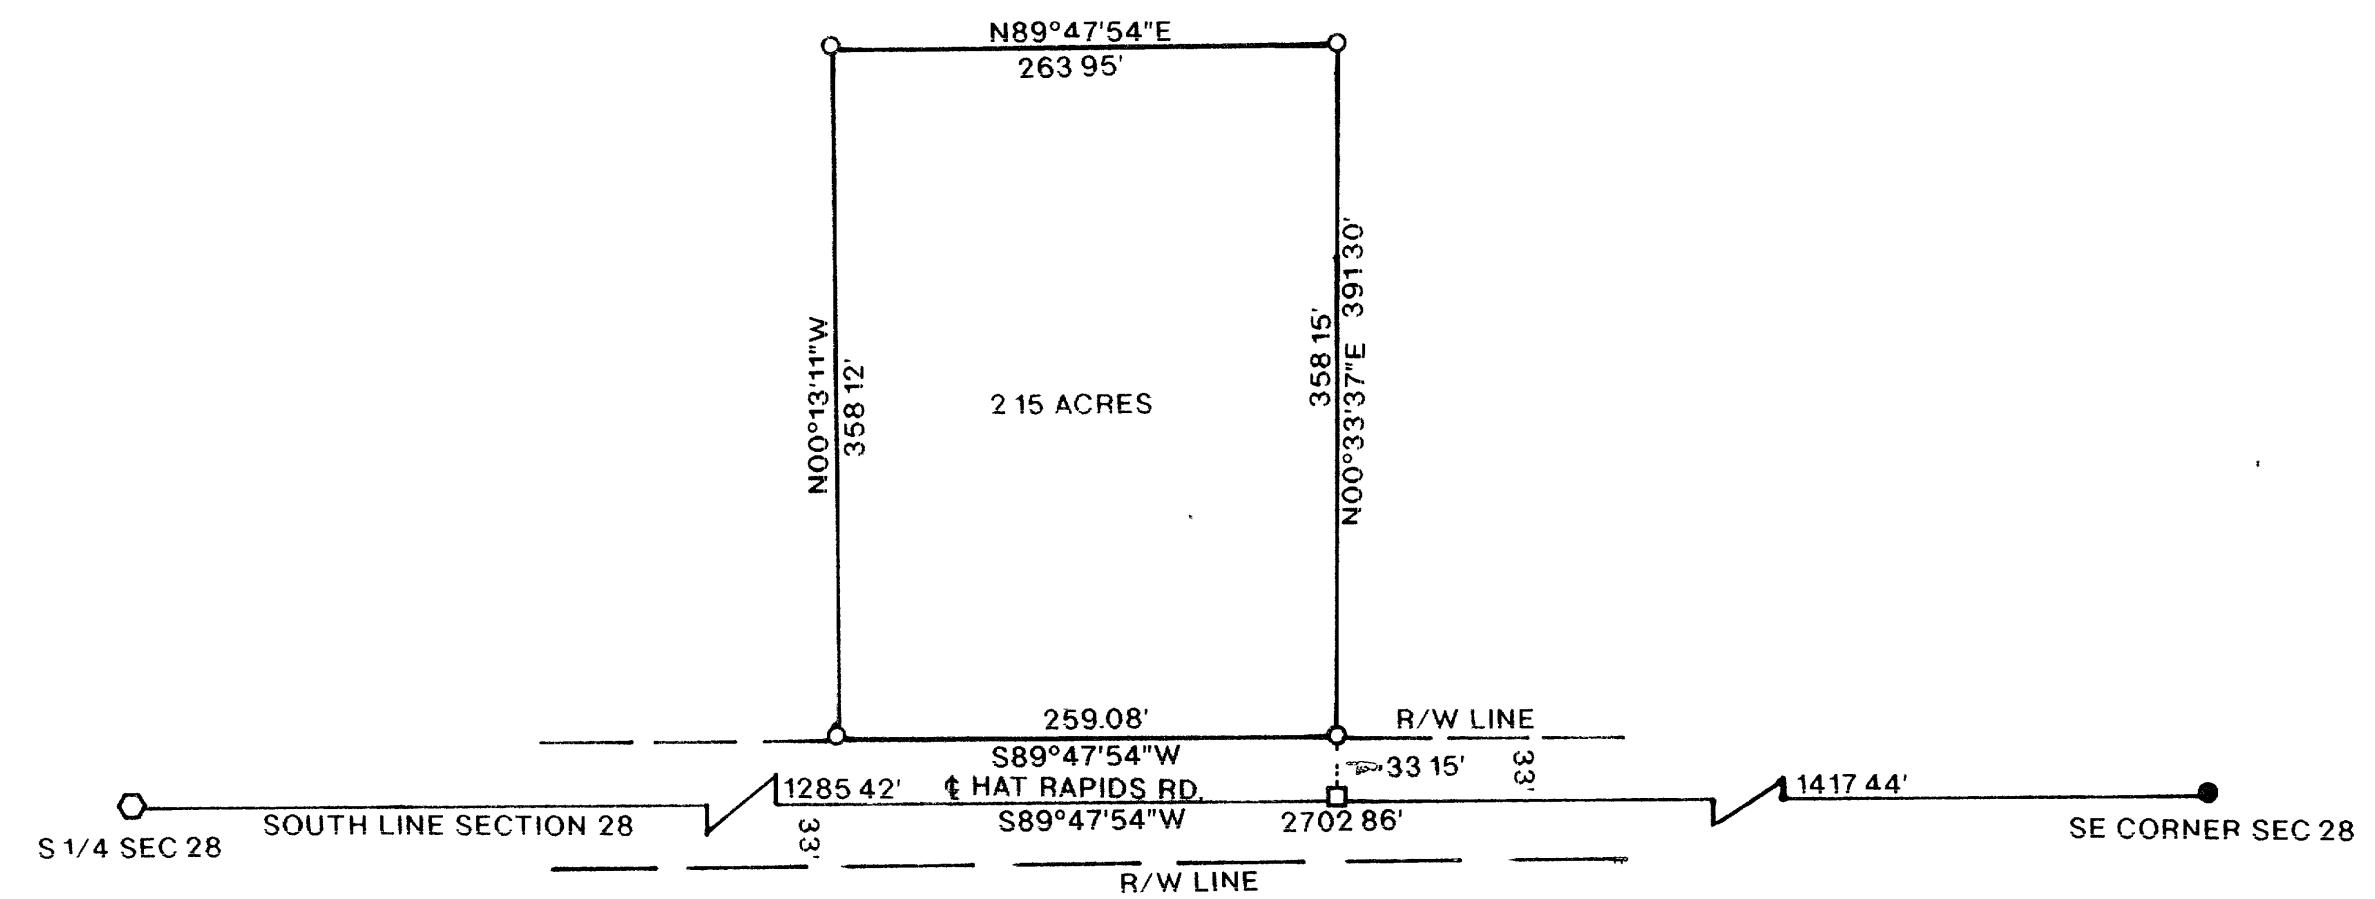 N89°47'54"E
263 95'
N00°13'11"W
358 12'
2 15 ACRES
358 15'
N00°33'37"E 391 30'
259.08'
R/W LINE
S89°47'54"W
33 15'
33'
1285 42'
℄ HAT RAPIDS RD.
1417 44'
SOUTH LINE SECTION 28
33'
S89°47'54"W
2702 86'
SE CORNER SEC 28
S 1/4 SEC 28
R/W LINE